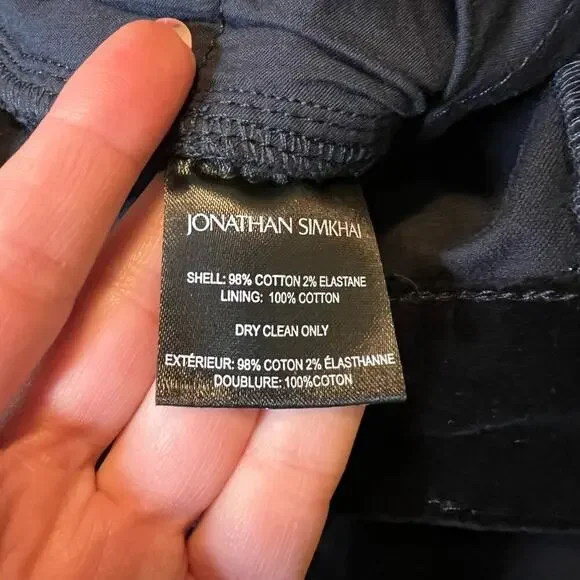 JONATHAN SIMKHAI
SHELL: 98% COTTON 2% ELASTANE
LINING: 100% COTTON
DRY CLEAN ONLY
EXTÉRIEUR: 98% COTON 2% ÉLASTHANNE
DOUBLURE: 100%COTON